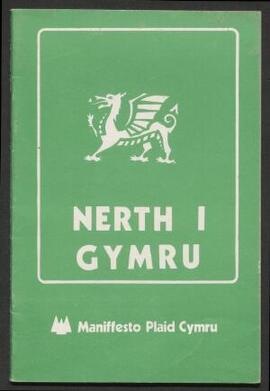 NERTH I
GYMRU
Maniffesto Plaid Cymru